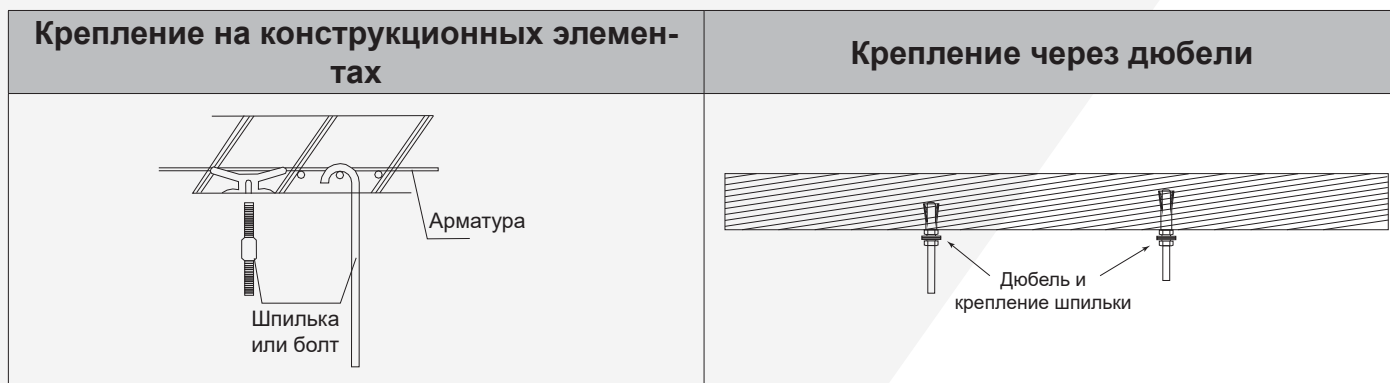 Крепление на конструкционных элемен-
тах
Крепление через дюбели
Арматура
Шпилька
или болт
Дюбель и
крепление шпильки